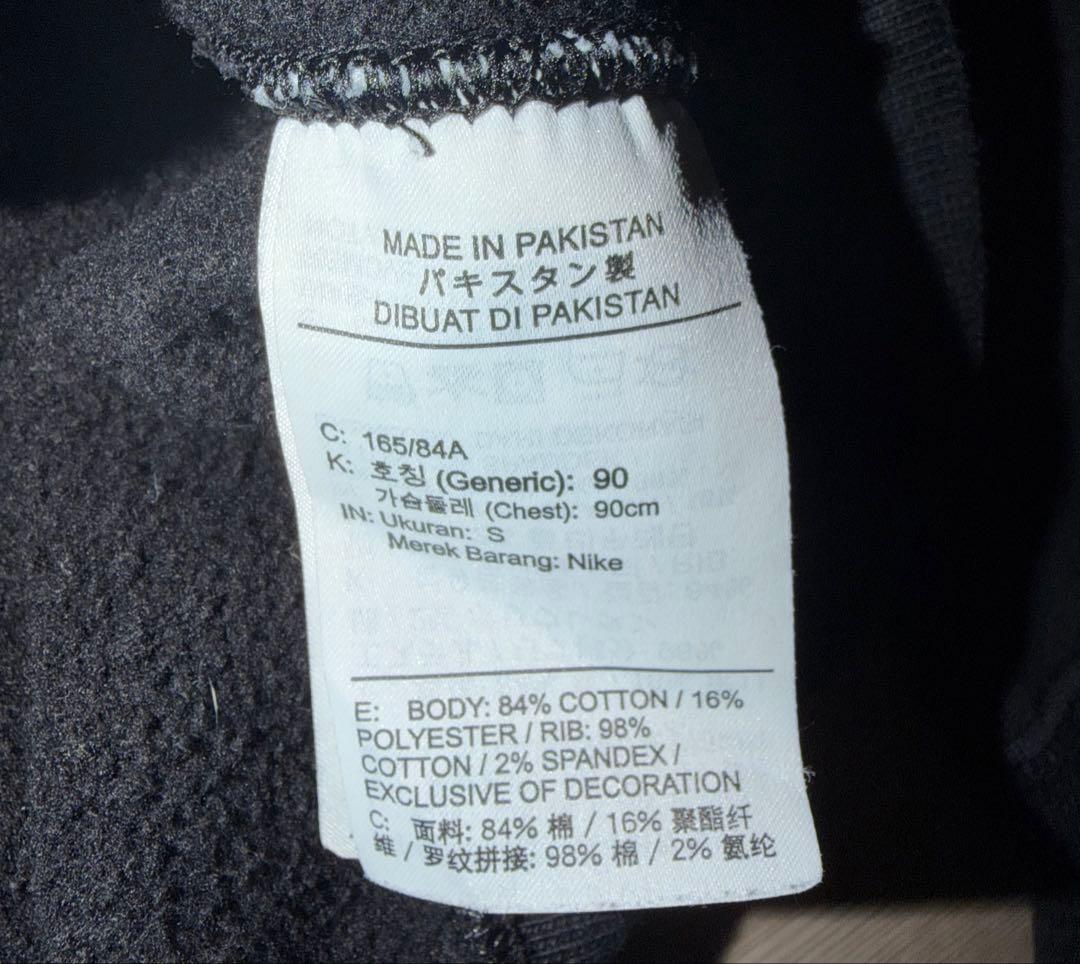 MADE IN PAKISTAN
パキスタン製
DIBUAT DI PAKISTAN
C: 165/84A
K: 호칭 (Generic): 90
가슴둘레 (Chest): 90cm
IN: Ukuran: S
Merek Barang: Nike
E: BODY: 84% COTTON / 16%
POLYESTER / RIB: 98%
COTTON / 2% SPANDEX /
EXCLUSIVE OF DECORATION
C: 面料: 84% 棉 / 16% 聚酯纤
维 / 罗纹拼接: 98% 棉 / 2% 氨纶